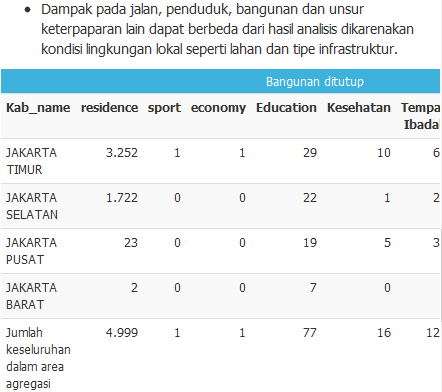 Dampak pada jalan, penduduk, bangunan dan unsur
keterpaparan lain dapat berbeda dari hasil analisis dikarenakan
kondisi lingkungan lokal seperti lahan dan tipe infrastruktur.
Bangunan ditutup
Kab_name residence sport economy Education Kesehatan Tempa
Ibada
JAKARTA 3.252 1 1 29 10 6
TIMUR
JAKARTA 1.722 0 0 22 1 2
SELATAN
JAKARTA 23 0 0 19 5 3
PUSAT
JAKARTA 2 0 0 7 0
BARAT
Jumlah 4.999 1 1 77 16 12
keseluruhan
dalam area
agregasi